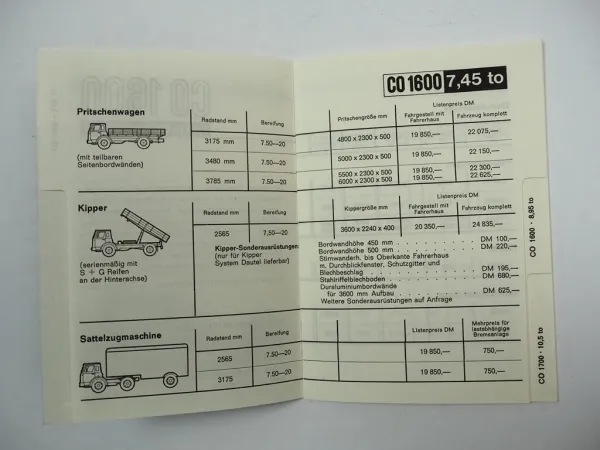 CO 1600 7,45 to
Pritschenwagen
Radstand mm Bereifung Pritschengröße mm Listenpreis DM
Fahrgestell mit Fahrerhaus Fahrzeug komplett
3175 mm 7.50—20 4800 x 2300 x 500 19 850,— 22 075,—
(mit teilbaren
Seitenbordwänden)
3480 mm 7.50—20 5000 x 2300 x 500 19 850,— 22 150,—
3785 mm 7.50—20 5500 x 2300 x 500 19 850,— 22 300,—
6000 x 2300 x 500 19 850,— 22 625,—
Kipper
Radstand mm Bereifung Kippergröße mm Listenpreis DM
Fahrgestell mit Fahrerhaus Fahrzeug komplett
2565 7,50—20 3600 x 2240 x 400 20 350,— 24 835,—
(serienmäßig mit
S + G Reifen
an der Hinterachse)
Kipper-Sonderausrüstungen:
(nur für Kipper
System Dautel lieferbar)
Bordwandhöhe 450 mm . . . . . . . . . . DM 100,—
Bordwandhöhe 500 mm . . . . . . . . . . DM 220,—
Stirnwanderh. bis Oberkante Fahrerhaus
m. Durchblickfenster, Schutzgitter und
Blechbeschlag . . . . . . . . . . DM 195,—
Stahlriffelblechboden . . . . . . . . . . DM 680,—
Duraluminiumbordwände
für 3600 mm Aufbau . . . . . . . . . . DM 625,—
Weitere Sonderausrüstungen auf Anfrage
Sattelzugmaschine
Radstand mm Bereifung Listenpreis DM Mehrpreis für
lastabhängige
Bremsanlage
2565 7.50—20 19 850,— 750,—
3175 7.50—20 19 850,— 750,—
CO 1600 · 8,95 to
CO 1700 · 10,5 to